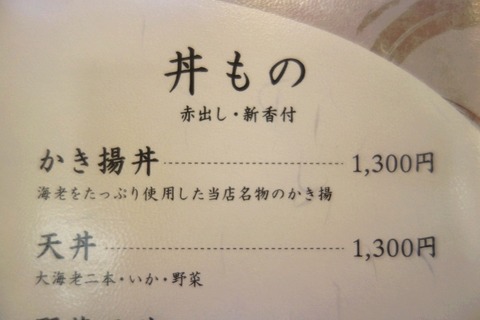 丼もの
赤出し・新香付
かき揚丼 1,300円
海老をたっぷり使用した当店名物のかき揚
天丼 1,300円
大海老二本・いか・野菜